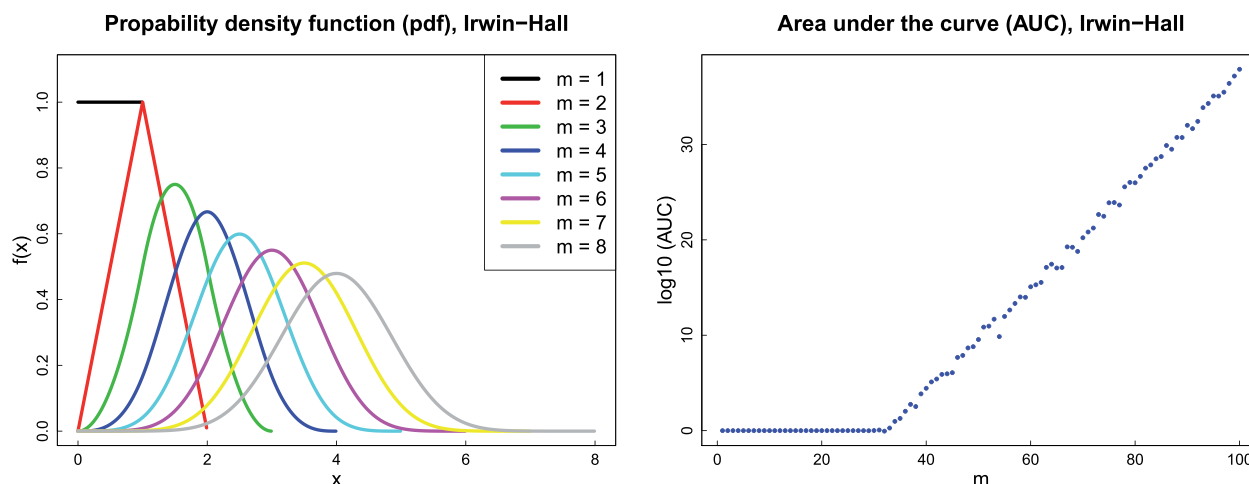 Propability density function (pdf), Irwin−Hall
f(x)
0.0
0.2
0.4
0.6
0.8
1.0
m = 1
m = 2
m = 3
m = 4
m = 5
m = 6
m = 7
m = 8
0 2 4 6 8
x
Area under the curve (AUC), Irwin−Hall
log10 (AUC)
0
10
20
30
0 20 40 60 80 100
m